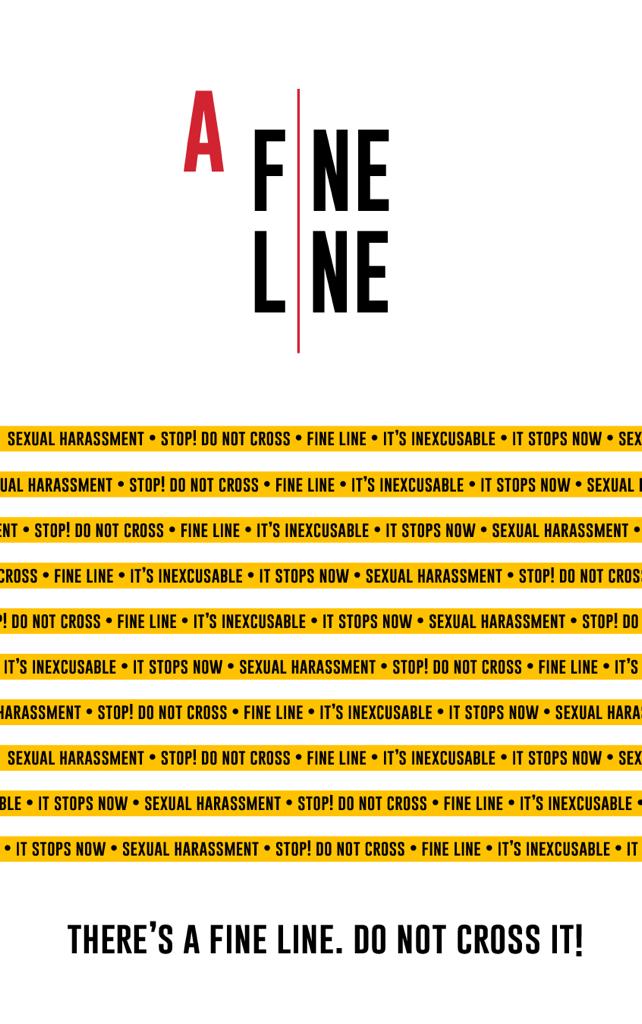 A
F NE
L NE
SEXUAL HARASSMENT • STOP! DO NOT CROSS • FINE LINE • IT'S INEXCUSABLE • IT STOPS NOW • SEX
UAL HARASSMENT • STOP! DO NOT CROSS • FINE LINE • IT'S INEXCUSABLE • IT STOPS NOW • SEXUAL
ENT • STOP! DO NOT CROSS • FINE LINE • IT'S INEXCUSABLE • IT STOPS NOW • SEXUAL HARASSMENT •
CROSS • FINE LINE • IT'S INEXCUSABLE • IT STOPS NOW • SEXUAL HARASSMENT • STOP! DO NOT CROS
P! DO NOT CROSS • FINE LINE • IT'S INEXCUSABLE • IT STOPS NOW • SEXUAL HARASSMENT • STOP! DO
IT'S INEXCUSABLE • IT STOPS NOW • SEXUAL HARASSMENT • STOP! DO NOT CROSS • FINE LINE • IT'S
HARASSMENT • STOP! DO NOT CROSS • FINE LINE • IT'S INEXCUSABLE • IT STOPS NOW • SEXUAL HARA
SEXUAL HARASSMENT • STOP! DO NOT CROSS • FINE LINE • IT'S INEXCUSABLE • IT STOPS NOW • SEX
BLE • IT STOPS NOW • SEXUAL HARASSMENT • STOP! DO NOT CROSS • FINE LINE • IT'S INEXCUSABLE •
• IT STOPS NOW • SEXUAL HARASSMENT • STOP! DO NOT CROSS • FINE LINE • IT'S INEXCUSABLE • IT
THERE'S A FINE LINE. DO NOT CROSS IT!